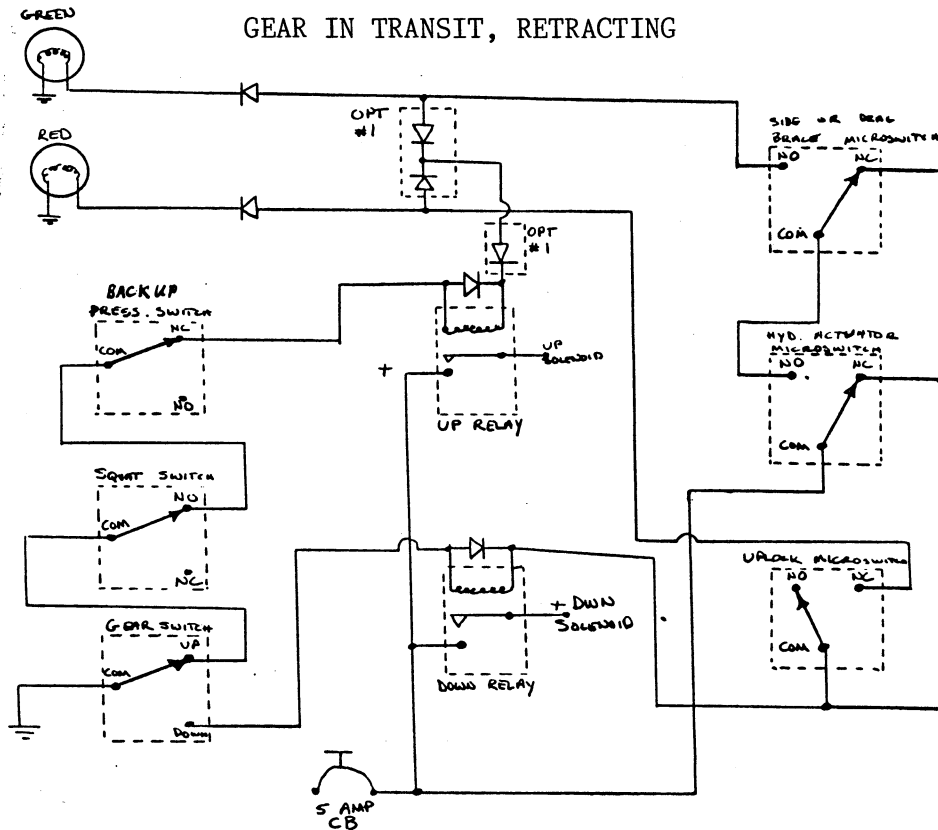 GREEN
GEAR IN TRANSIT, RETRACTING
RED
OPT
#1
SIDE OR DRAG
BRACE MICROSWITCH
NO
NC
COM
OPT
#1
BACKUP
PRESS. SWITCH
NC
COM
NO
+
UP
SOLENOID
UP RELAY
HYD. ACTUATOR
MICROSWITCH
NO
NC
COM
SQUAT SWITCH
NO
COM
NC
UPLOCK MICROSWITCH
NO
NC
COM
+ DWN
SOLENOID
DOWN RELAY
GEAR SWITCH
UP
COM
DOWN
5 AMP
CB